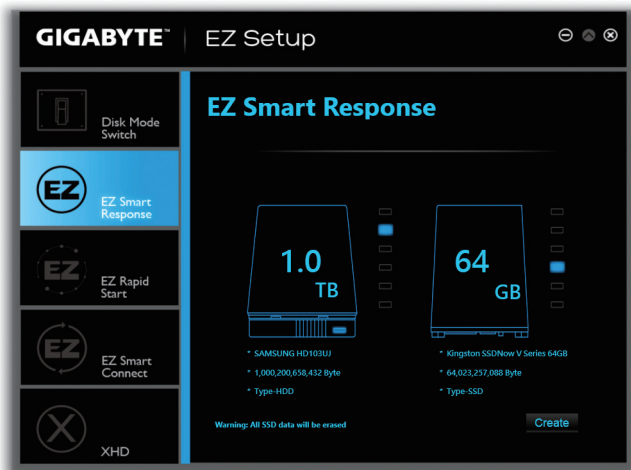 GIGABYTE™ EZ Setup
Disk Mode
Switch
EZ
EZ Smart
Response
EZ
EZ Rapid
Start
EZ
EZ Smart
Connect
X
XHD
EZ Smart Response
1.0
TB
64
GB
* SAMSUNG HD103UJ
* 1,000,200,658,432 Byte
* Type-HDD
* Kingston SSDNow V Series 64GB
* 64,023,257,088 Byte
* Type-SSD
Warning: All SSD data will be erased
Create